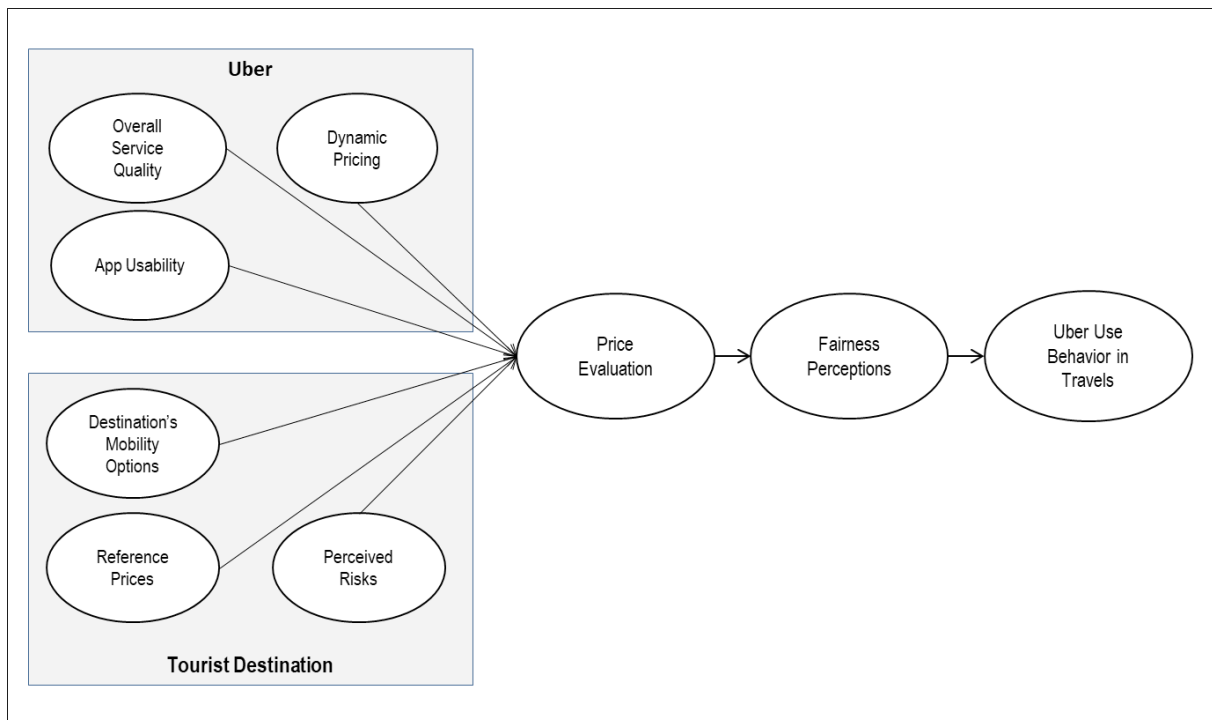 Uber
Overall
Service
Quality
Dynamic
Pricing
App Usability
Price
Evaluation
Fairness
Perceptions
Uber Use
Behavior in
Travels
Destination’s
Mobility
Options
Reference
Prices
Perceived
Risks
Tourist Destination